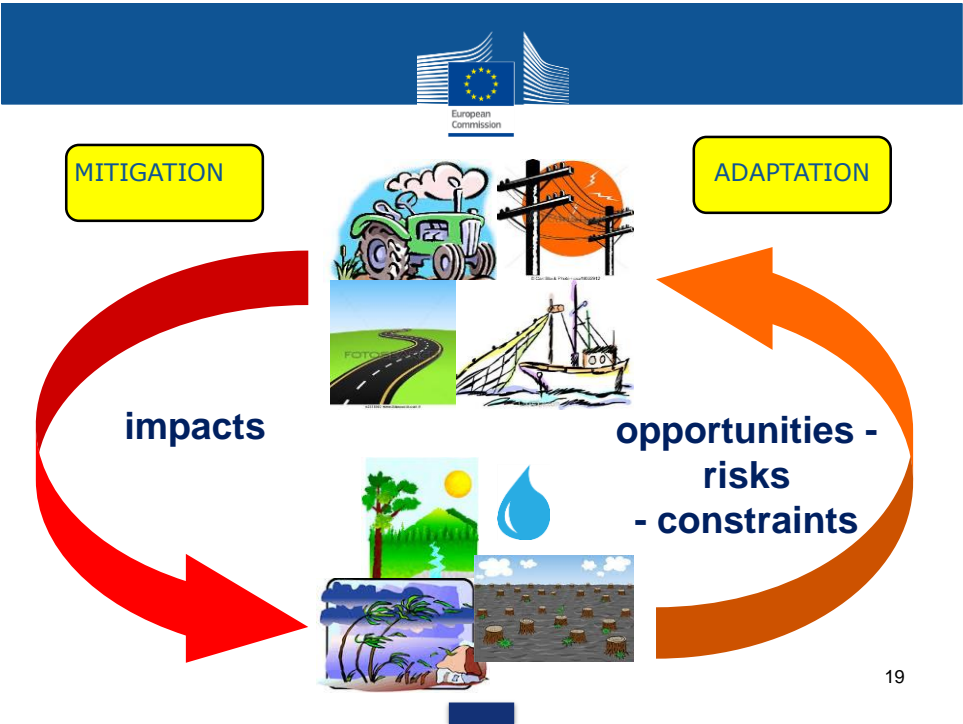 European
Commission
MITIGATION
ADAPTATION
impacts
opportunities -
risks
- constraints
19